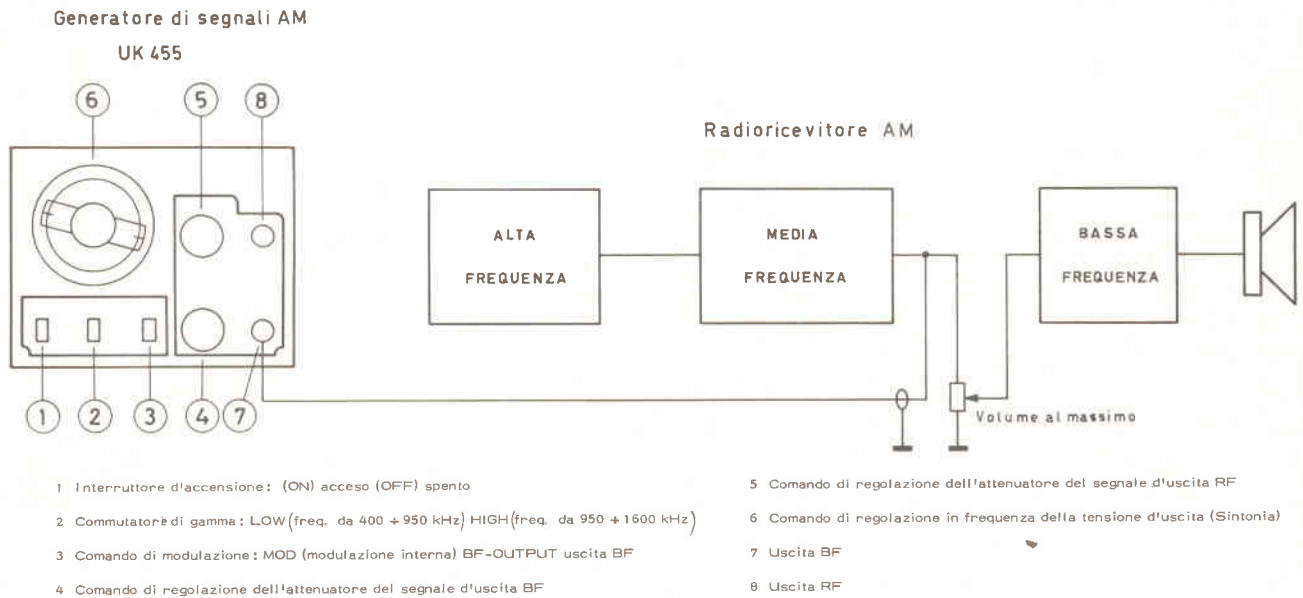 Generatore di segnali AM
UK 455
6
5
8
Radioricevitore AM
ALTA
FREQUENZA
MEDIA
FREQUENZA
BASSA
FREQUENZA
1
2
3
4
7
Volume al massimo
1 Interruttore d'accensione: (ON) acceso (OFF) spento
2 Commutatore di gamma: LOW (freq. da 400 ÷ 950 kHz) HIGH (freq. da 950 ÷ 1600 kHz)
3 Comando di modulazione: MOD (modulazione interna) BF-OUTPUT uscita BF
4 Comando di regolazione dell'attenuatore del segnale d'uscita BF
5 Comando di regolazione dell'attenuatore del segnale d'uscita RF
6 Comando di regolazione in frequenza della tensione d'uscita (Sintonia)
7 Uscita BF
8 Uscita RF